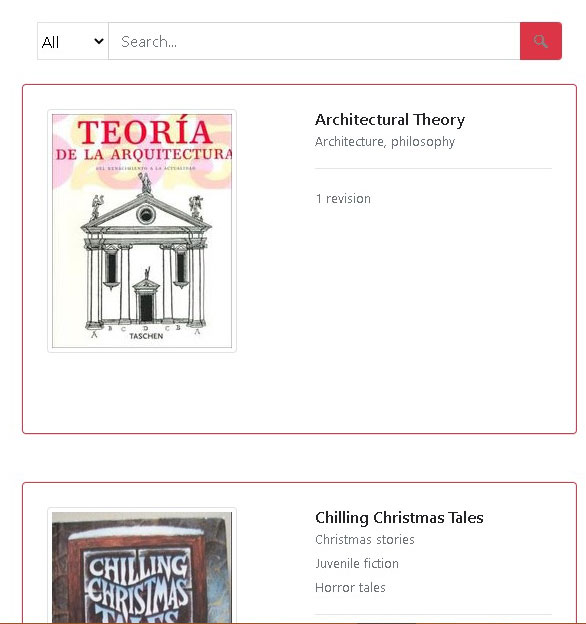 All
Search...
TEORÍA
DE LA ARQUITECTURA
DEL RENACIMIENTO A LA ACTUALIDAD
A B C D C B A
TASCHEN
Architectural Theory
Architecture, philosophy
1 revision
CHILLING
CHRISTMAS
TALES
Chilling Christmas Tales
Christmas stories
Juvenile fiction
Horror tales